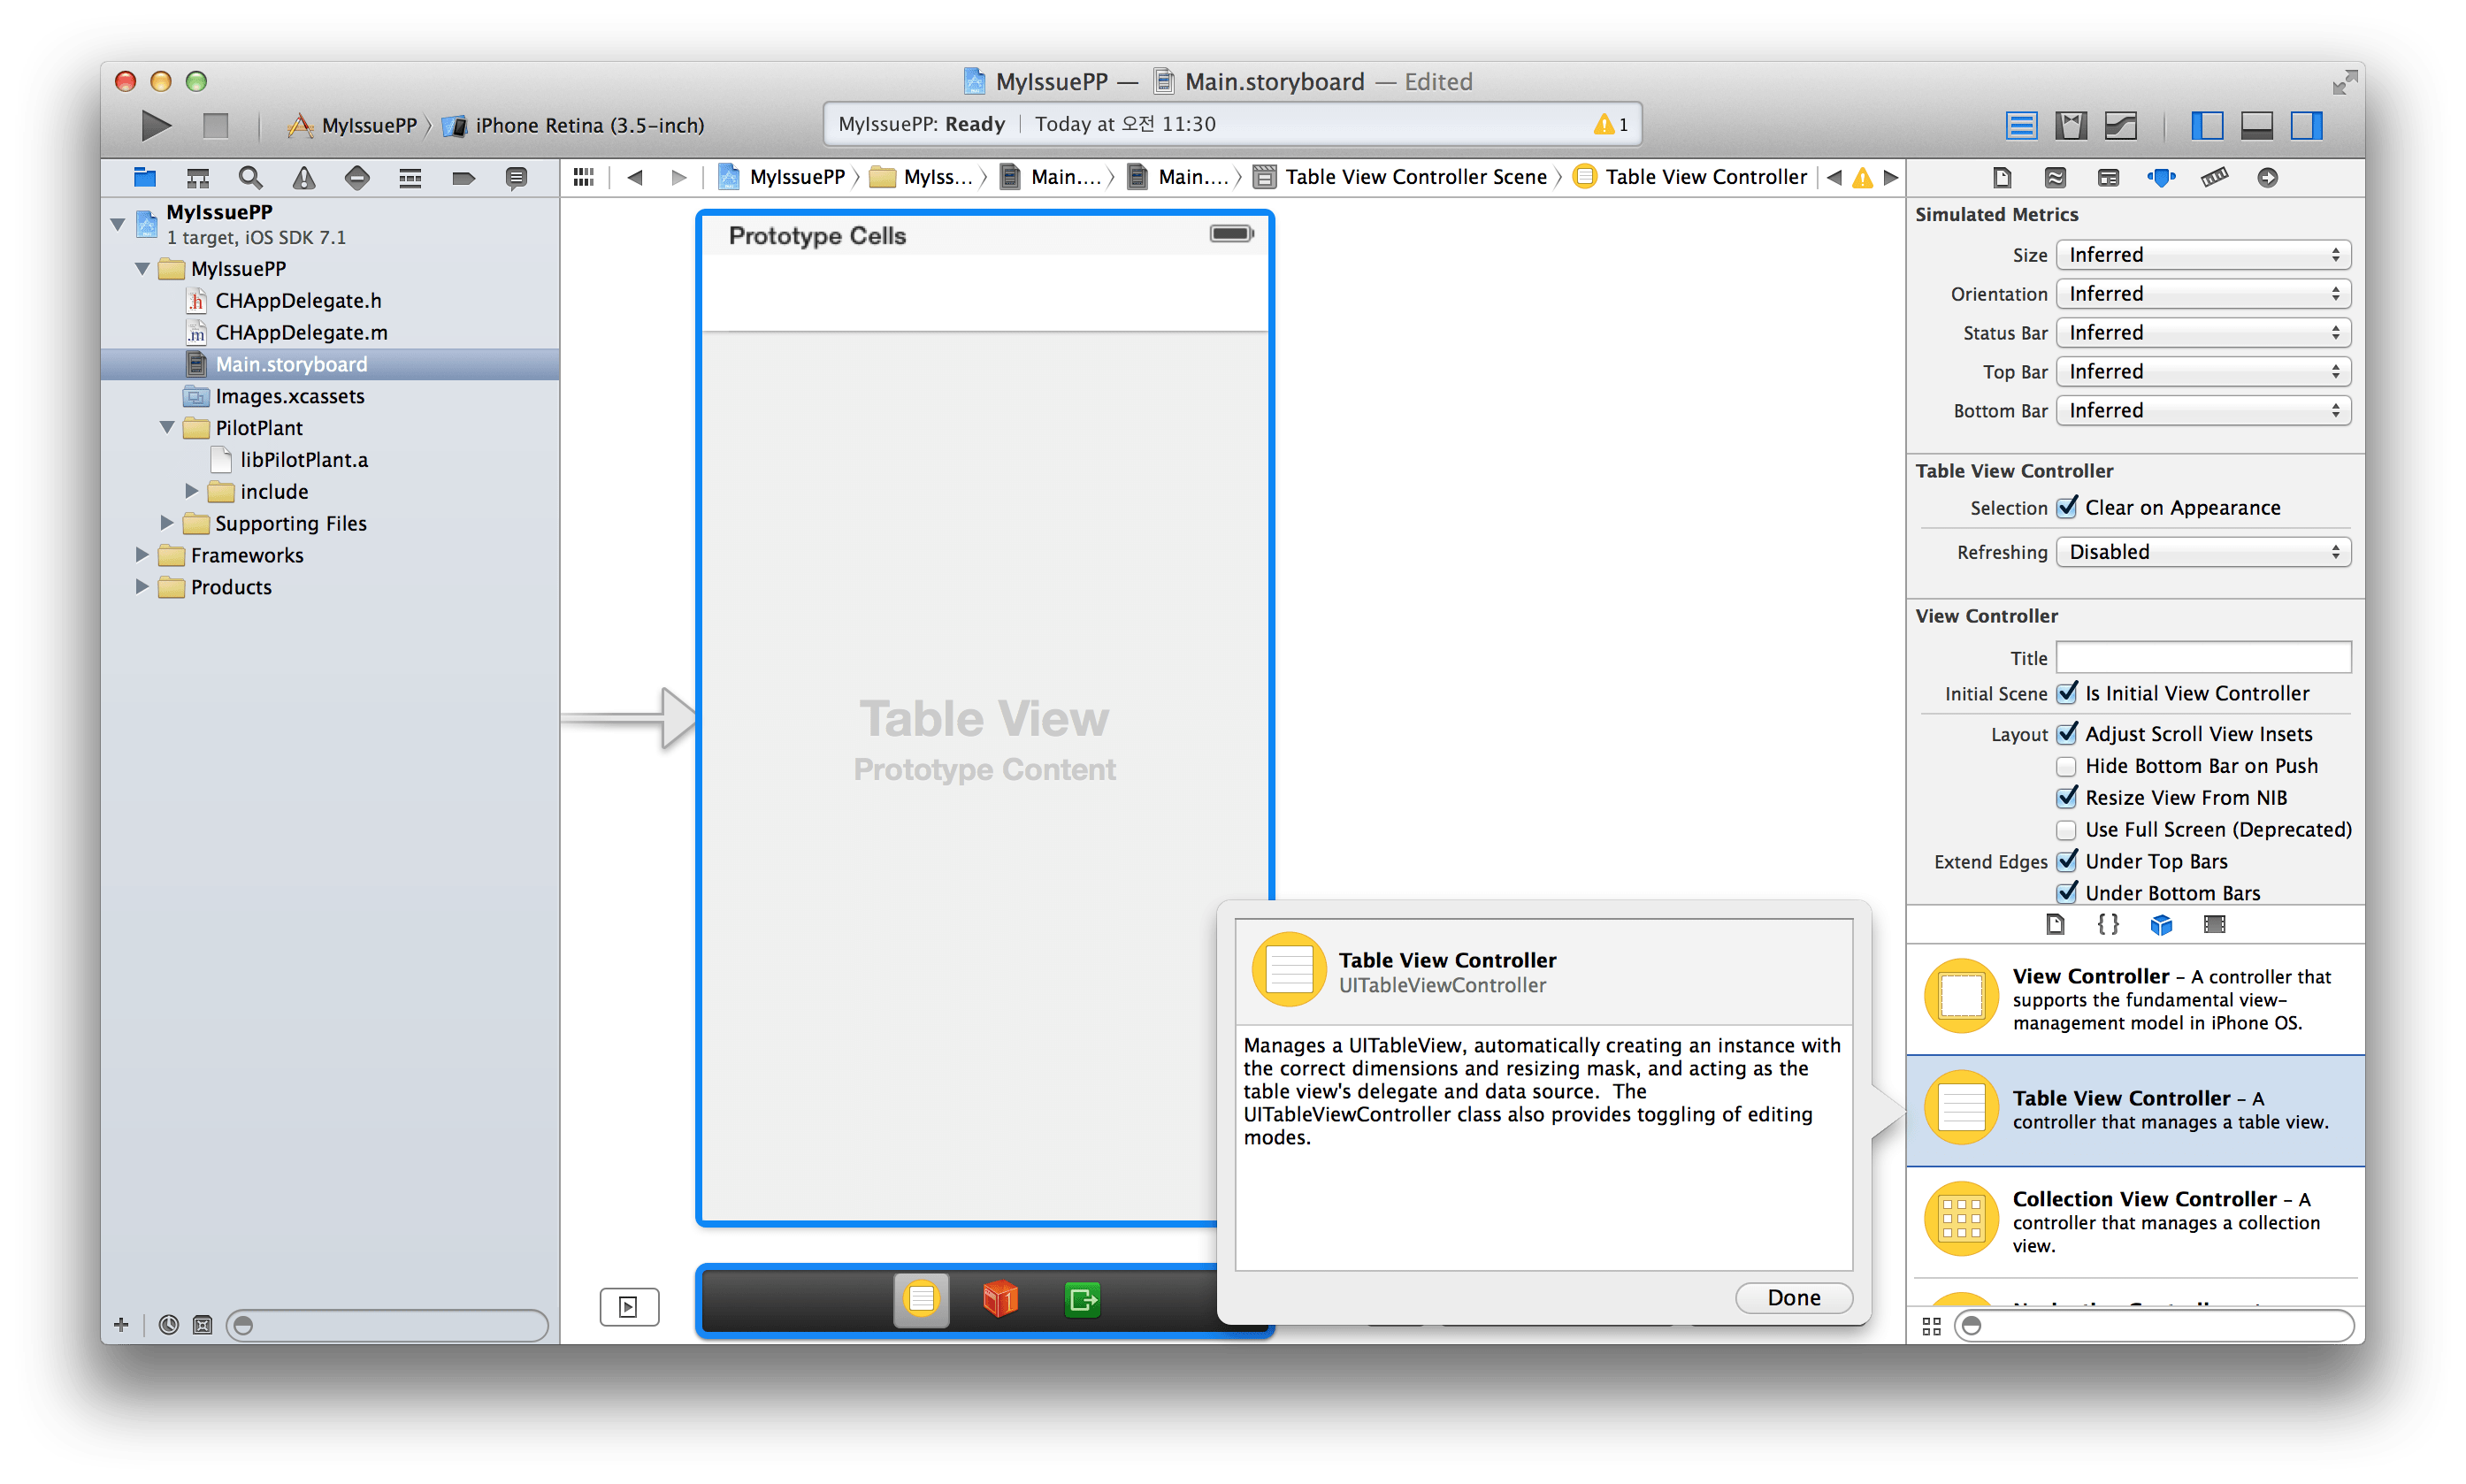 MyIssuePP — Main.storyboard — Edited
MyIssuePP iPhone Retina (3.5-inch)
MyIssuePP: Ready Today at 오전 11:30
1
MyIssuePP MyIss... Main.... Main.... Table View Controller Scene Table View Controller
MyIssuePP
1 target, iOS SDK 7.1
MyIssuePP
CHAppDelegate.h
CHAppDelegate.m
Main.storyboard
Images.xcassets
PilotPlant
libPilotPlant.a
include
Supporting Files
Frameworks
Products
Prototype Cells
Table View
Prototype Content
Table View Controller
UITableViewController
Manages a UITableView, automatically creating an instance with
the correct dimensions and resizing mask, and acting as the
table view's delegate and data source. The
UITableViewController class also provides toggling of editing
modes.
Done
Simulated Metrics
Size Inferred
Orientation Inferred
Status Bar Inferred
Top Bar Inferred
Bottom Bar Inferred
Table View Controller
Selection Clear on Appearance
Refreshing Disabled
View Controller
Title
Initial Scene Is Initial View Controller
Layout Adjust Scroll View Insets
Hide Bottom Bar on Push
Resize View From NIB
Use Full Screen (Deprecated)
Extend Edges Under Top Bars
Under Bottom Bars
{ }
View Controller – A controller that
supports the fundamental view-
management model in iPhone OS.
Table View Controller – A
controller that manages a table view.
Collection View Controller – A
controller that manages a collection
view.